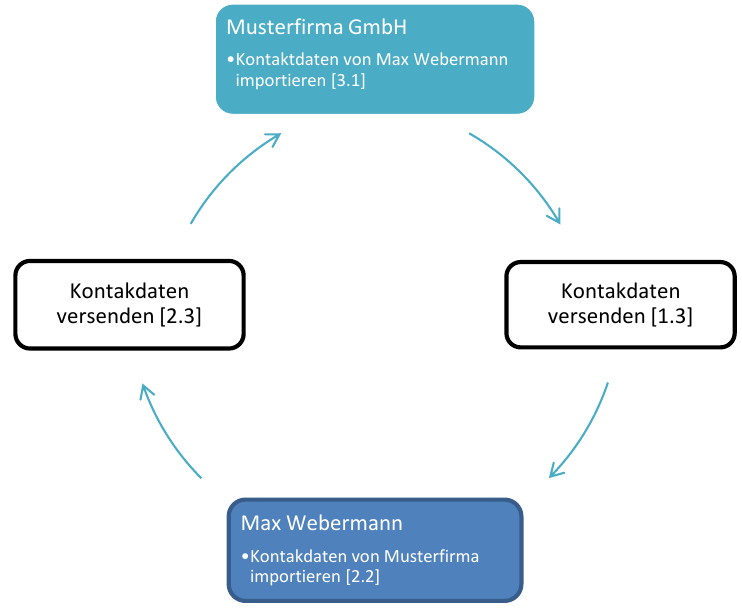 Musterfirma GmbH
•Kontaktdaten von Max Webermann
importieren [3.1]
Kontakdaten
versenden [2.3]
Kontakdaten
versenden [1.3]
Max Webermann
•Kontakdaten von Musterfirma
importieren [2.2]